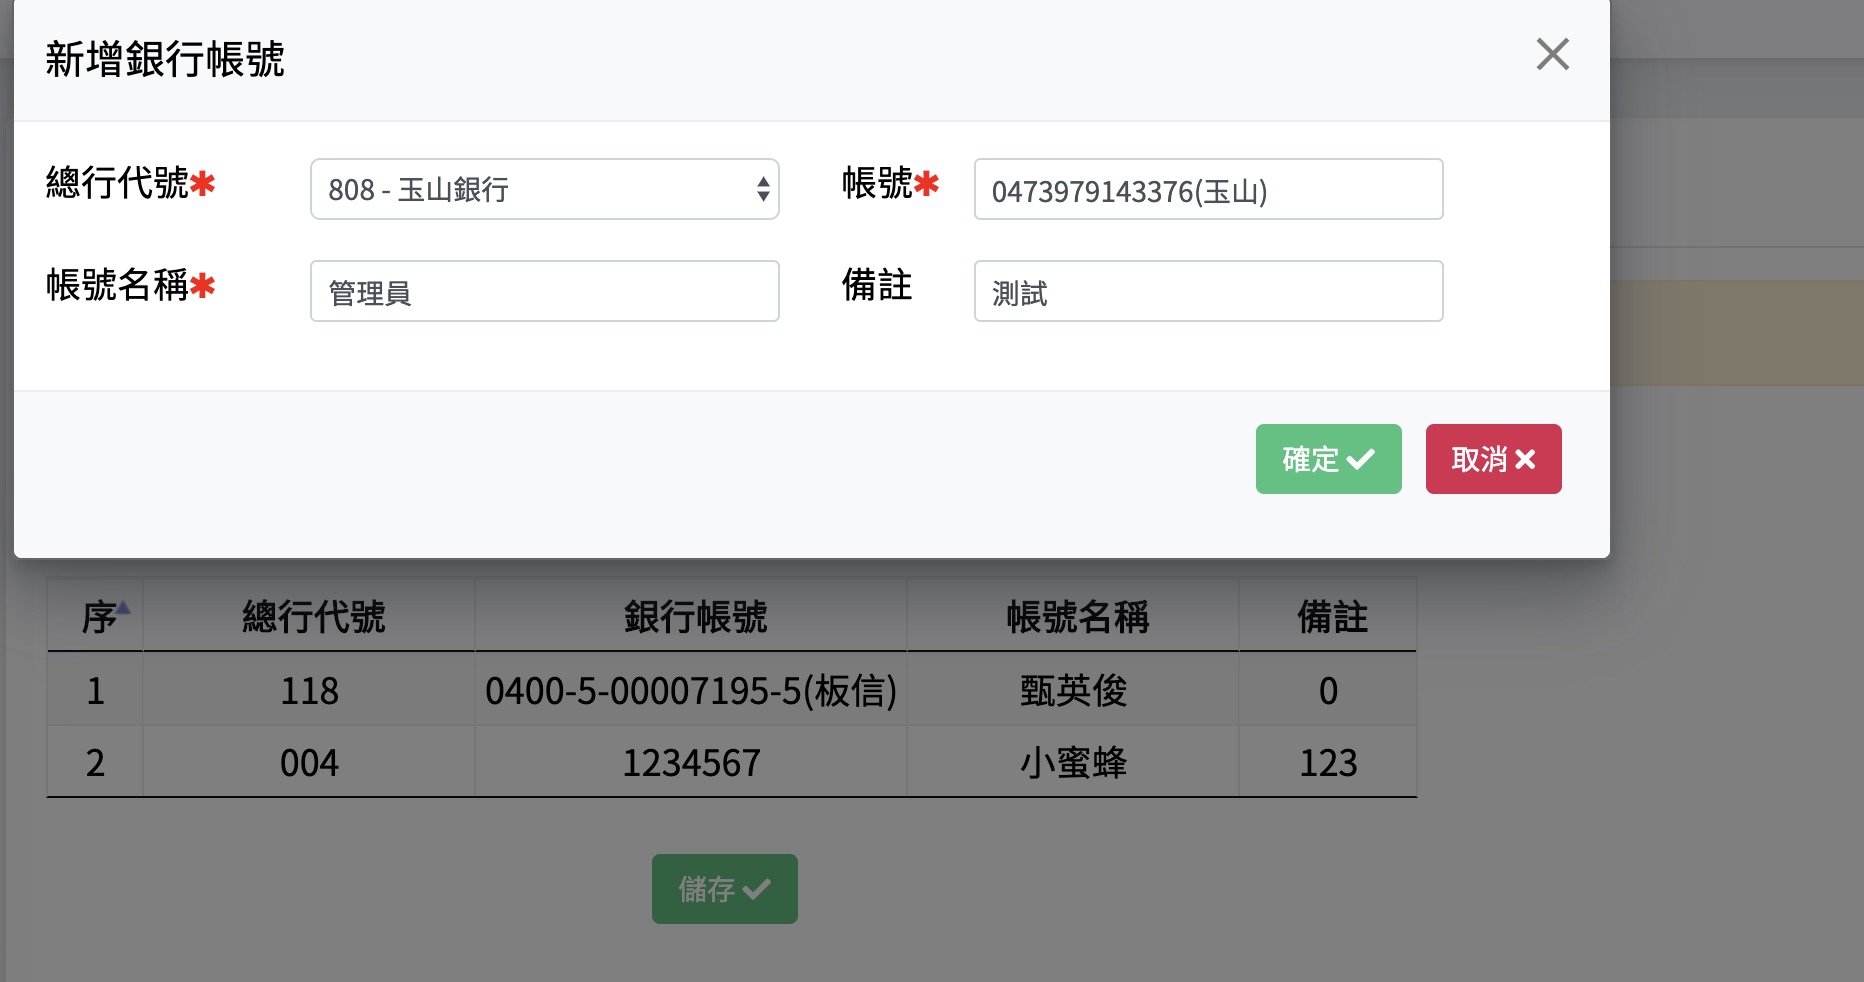 新增銀行帳號
總行代號✱ 808 - 玉山銀行 帳號✱ 0473979143376(玉山)
帳號名稱✱ 管理員 備註 測試
確定 取消
序 總行代號 銀行帳號 帳號名稱 備註
1 118 0400-5-00007195-5(板信) 甄英俊 0
2 004 1234567 小蜜蜂 123
儲存